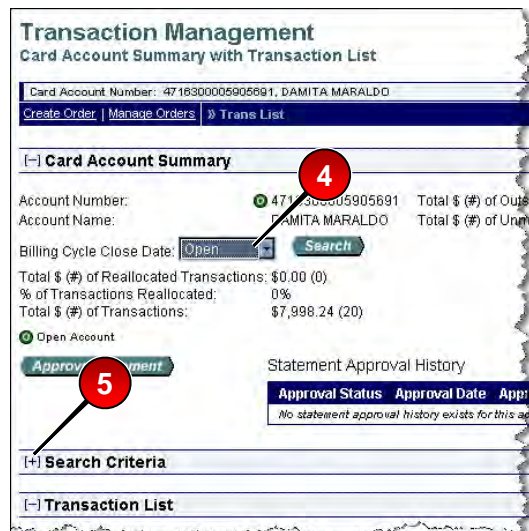 Transaction Management
Card Account Summary with Transaction List
Card Account Number: 4716300005905691, DAMITA MARALDO
Create Order | Manage Orders » Trans List
[-] Card Account Summary
4
Account Number: Total $ (#) of Outs
Account Name: DAMITA MARALDO Total $ (#) of Unm
Billing Cycle Close Date: Open Search
Total $ (#) of Reallocated Transactions: $0.00 (0)
% of Transactions Reallocated: 0%
Total $ (#) of Transactions: $7,998.24 (20)
Open Account
Statement Approval History
5
Approval Status Approval Date App
No statement approval history exists for this
[+] Search Criteria
[-] Transaction List